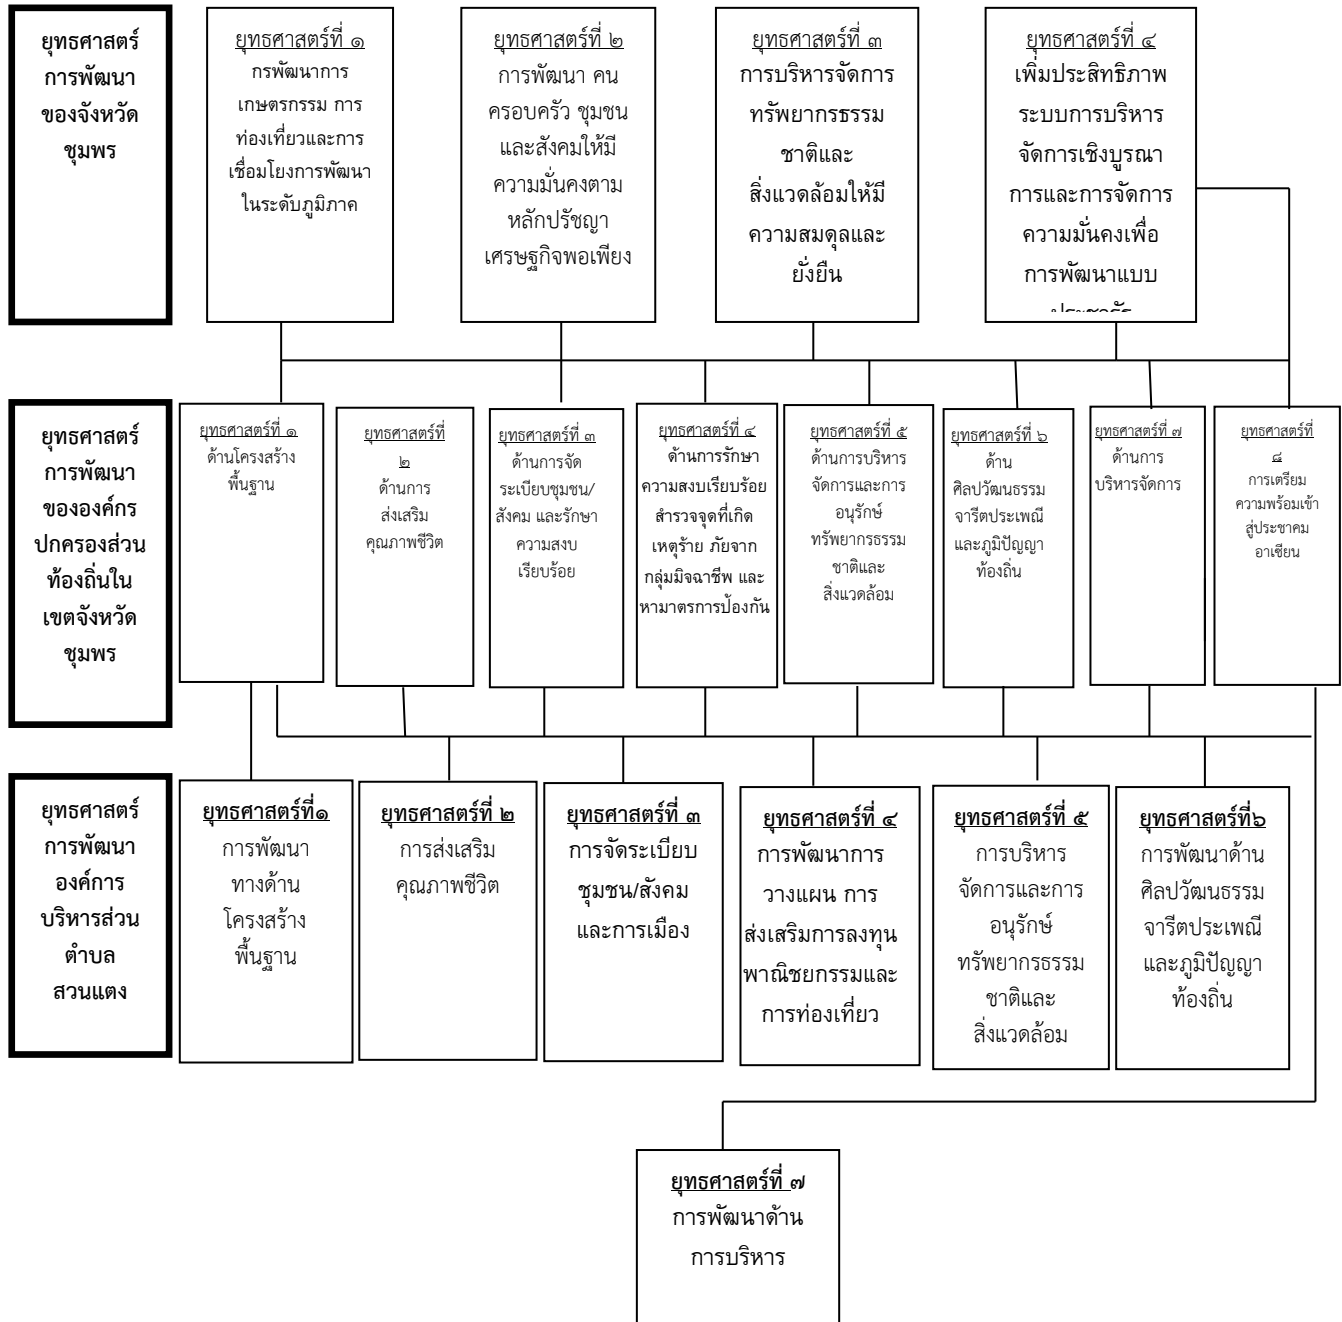 ยุทธศาสตร์
การพัฒนา
ของจังหวัด
ชุมพร
ยุทธศาสตร์ที่ ๑
กรพัฒนาการ
เกษตรกรรม การ
ท่องเที่ยวและการ
เชื่อมโยงการพัฒนา
ในระดับภูมิภาค
ยุทธศาสตร์ที่ ๒
การพัฒนา คน
ครอบครัว ชุมชน
และสังคมให้มี
ความมั่นคงตาม
หลักปรัชญา
เศรษฐกิจพอเพียง
ยุทธศาสตร์ที่ ๓
การบริหารจัดการ
ทรัพยากรธรรม
ชาติและ
สิ่งแวดล้อมให้มี
ความสมดุลและ
ยั่งยืน
ยุทธศาสตร์ที่ ๔
เพิ่มประสิทธิภาพ
ระบบการบริหาร
จัดการเชิงบูรณา
การและการจัดการ
ความมั่นคงเพื่อ
การพัฒนาแบบ
ยุทธศาสตร์
การพัฒนา
ขององค์กร
ปกครองส่วน
ท้องถิ่นใน
เขตจังหวัด
ชุมพร
ยุทธศาสตร์ที่ ๑
ด้านโครงสร้าง
พื้นฐาน
ยุทธศาสตร์ที่
๒
ด้านการ
ส่งเสริม
คุณภาพชีวิต
ยุทธศาสตร์ที่ ๓
ด้านการจัด
ระเบียบชุมชน/
สังคม และรักษา
ความสงบ
เรียบร้อย
ยุทธศาสตร์ที่ ๔
ด้านการรักษา
ความสงบเรียบร้อย
สำรวจจุดที่เกิด
เหตุร้าย ภัยจาก
กลุ่มมิจฉาชีพ และ
หามาตรการป้องกัน
ยุทธศาสตร์ที่ ๕
ด้านการบริหาร
จัดการและการ
อนุรักษ์
ทรัพยากรธรรม
ชาติและ
สิ่งแวดล้อม
ยุทธศาสตร์ที่ ๖
ด้าน
ศิลปวัฒนธรรม
จารีตประเพณี
และภูมิปัญญา
ท้องถิ่น
ยุทธศาสตร์ที่ ๗
ด้านการ
บริหารจัดการ
ยุทธศาสตร์ที่
๘
การเตรียม
ความพร้อมเข้า
สู่ประชาคม
อาเซียน
ยุทธศาสตร์
การพัฒนา
องค์การ
บริหารส่วน
ตำบล
สวนแตง
ยุทธศาสตร์ที่๑
การพัฒนา
ทางด้าน
โครงสร้าง
พื้นฐาน
ยุทธศาสตร์ที่ ๒
การส่งเสริม
คุณภาพชีวิต
ยุทธศาสตร์ที่ ๓
การจัดระเบียบ
ชุมชน/สังคม
และการเมือง
ยุทธศาสตร์ที่ ๔
การพัฒนาการ
วางแผน การ
ส่งเสริมการลงทุน
พาณิชยกรรมและ
การท่องเที่ยว
ยุทธศาสตร์ที่ ๕
การบริหาร
จัดการและการ
อนุรักษ์
ทรัพยากรธรรม
ชาติและ
สิ่งแวดล้อม
ยุทธศาสตร์ที่๖
การพัฒนาด้าน
ศิลปวัฒนธรรม
จารีตประเพณี
และภูมิปัญญา
ท้องถิ่น
ยุทธศาสตร์ที่ ๗
การพัฒนาด้าน
การบริหาร